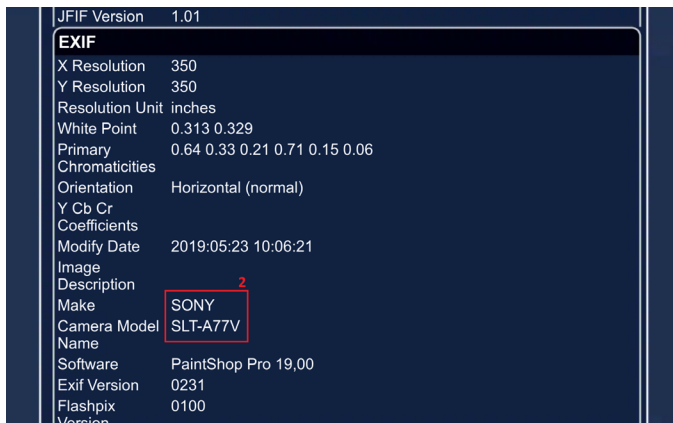 JFIF Version 1.01
EXIF
X Resolution 350
Y Resolution 350
Resolution Unit inches
White Point 0.313 0.329
Primary 0.64 0.33 0.21 0.71 0.15 0.06
Chromaticities
Orientation Horizontal (normal)
Y Cb Cr
Coefficients
Modify Date 2019:05:23 10:06:21
Image
Description
2
Make SONY
Camera Model SLT-A77V
Name
Software PaintShop Pro 19,00
Exif Version 0231
Flashpix 0100
Version